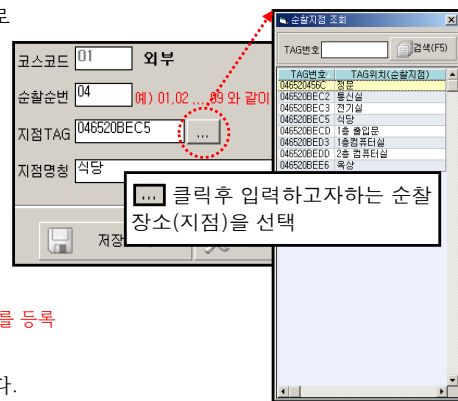 로
코스코드 01 외부
순찰순번 04 예) 01,02 ....,09 와 같이
지점TAG 046520BEC5 ...
지점명칭 식당
저장
... 클릭후 입력하고자하는 순찰
장소(지점)을 선택
를 등록
다.
순찰지점 조회
TAG번호 검색(F5)
TAG번호 TAG위치(순찰지점)
046520456C 정문
046520BEC2 통신실
046520BEC3 전기실
046520BEC5 식당
046520BECD 1층 출입문
046520BED3 1층컴퓨터실
046520BEDD 2층 컴퓨터실
046520BEE6 옥상